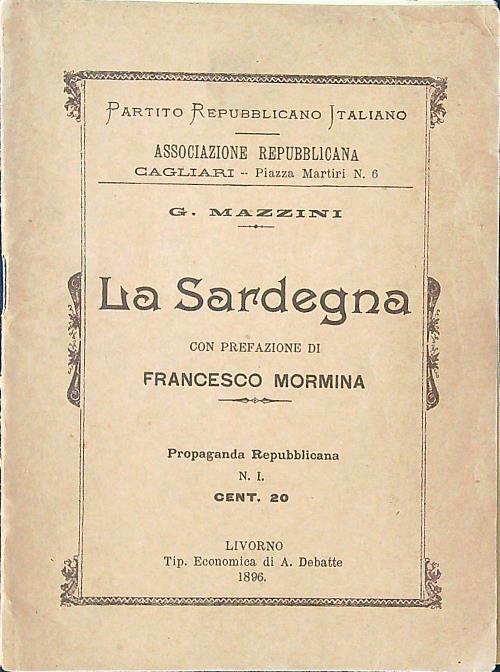 Partito Repubblicano Italiano
ASSOCIAZIONE REPUBBLICANA
CAGLIARI -- Piazza Martiri N. 6
G. MAZZINI
La Sardegna
CON PREFAZIONE DI
FRANCESCO MORMINA
Propaganda Repubblicana
N. I.
CENT. 20
LIVORNO
Tip. Economica di A. Debatte
1896.